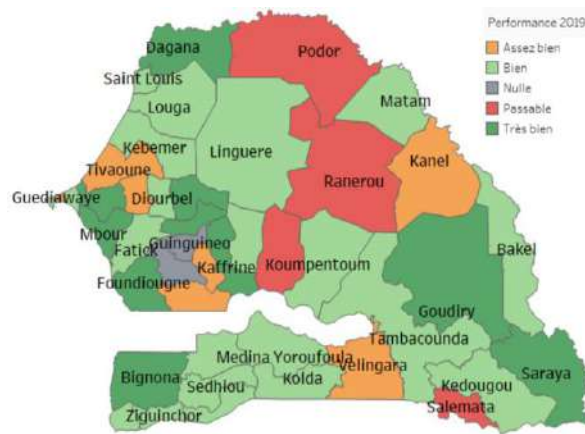 Performance 2019
Assez bien
Bien
Nulle
Passable
Très bien
Dagana
Podor
Saint Louis
Matam
Louga
Kebemer
Linguere
Tivaoune
Kanel
Ranerou
Guediawaye
Diourbel
Mbour
Guinguineo
Fatick
Bakel
Kaffrine
Koumpentoum
Foundiougne
Goudiry
Tambacounda
Medina Yoroufoula
Velingara
Bignona
Saraya
Sedhiou
Kolda
Kedougou
Salemata
Ziguinchor